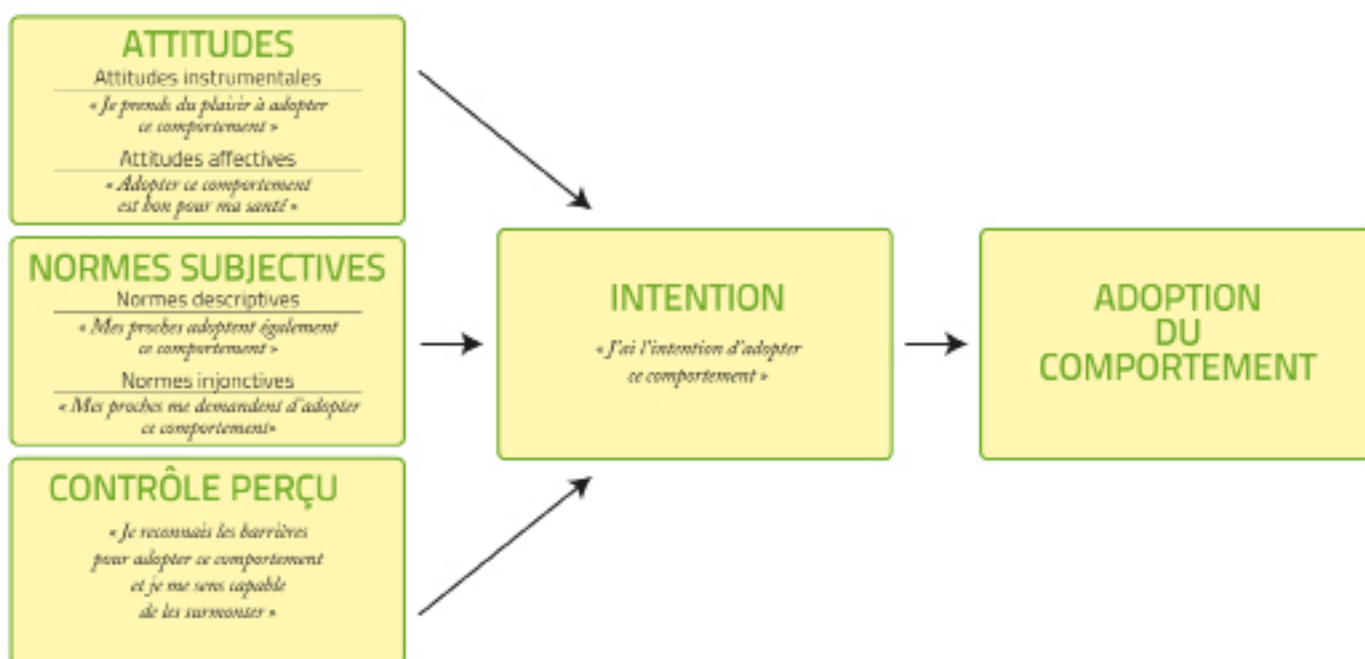 ATTITUDES
Attitudes instrumentales
« Je prends du plaisir à adopter
ce comportement »
Attitudes affectives
« Adopter ce comportement
est bon pour ma santé »
NORMES SUBJECTIVES
Normes descriptives
« Mes proches adoptent également
ce comportement »
Normes injonctives
« Mes proches me demandent d'adopter
ce comportement»
CONTRÔLE PERÇU
« Je reconnais les barrières
pour adopter ce comportement
et je me sens capable
de les surmonter »
INTENTION
« J'ai l'intention d'adopter
ce comportement »
ADOPTION
DU
COMPORTEMENT